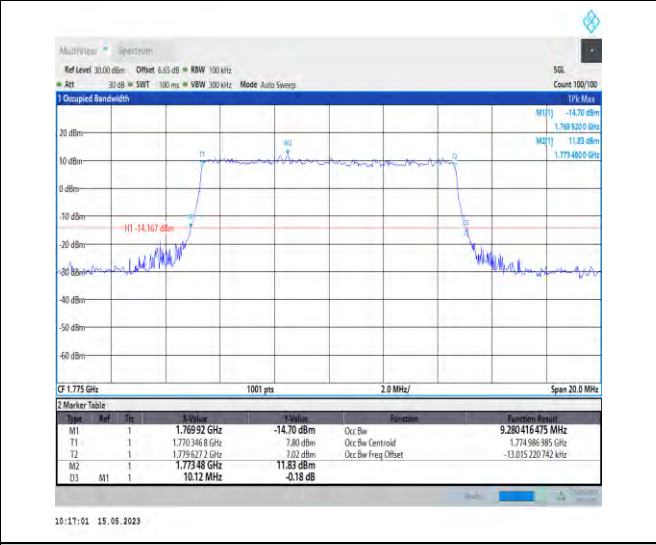 MultiView Spectrum
Ref Level 30.00 dBm Offset 6.65 dB RBW 100 kHz SGL
Att 30 dB SWT 100 ms VBW 300 kHz Mode Auto Sweep Count 100/100
1 Occupied Bandwidth 1Pk Max
M1[1] -14.70 dBm
1.769 920 0 GHz
M2[1] 11.83 dBm
1.773 480 0 GHz
20 dBm
M2
T1
10 dBm
0 dBm
-10 dBm
H1 -14.167 dBm
-20 dBm
-30 dBm
-40 dBm
-50 dBm
-60 dBm
CF 1.775 GHz 1001 pts 2.0 MHz/ Span 20.0 MHz
2 Marker Table
Type Ref Trc X-Value Y-Value Function Function Result
M1 1 1.769 92 GHz -14.70 dBm Occ Bw 9.280 416 475 MHz
T1 1 1.770 346 8 GHz 7.80 dBm Occ Bw Centroid 1.774 986 985 GHz
T2 1 1.779 627 2 GHz 7.02 dBm Occ Bw Freq Offset -13.015 220 742 kHz
M2 1 1.773 48 GHz 11.83 dBm
D3 M1 1 10.12 MHz -0.18 dB
10:17:01 15.05.2023